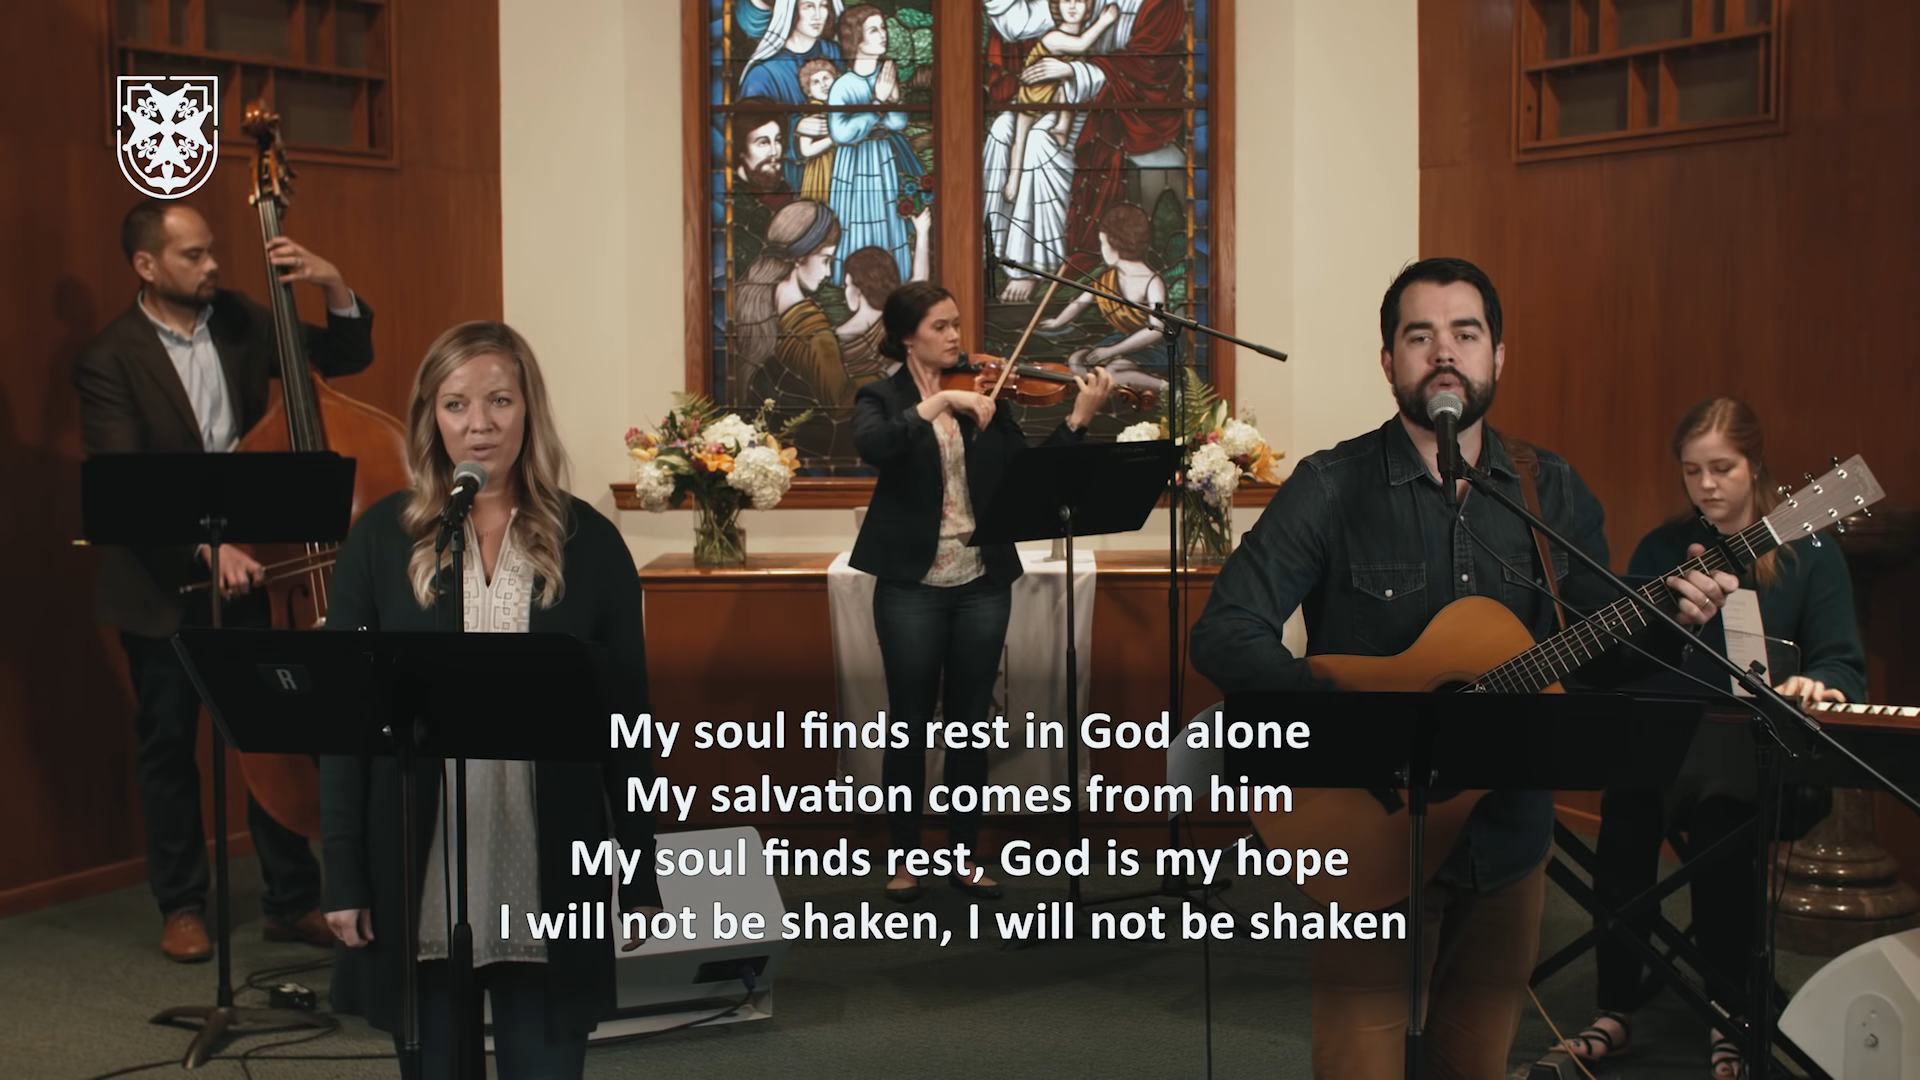 R
My soul finds rest in God alone
My salvation comes from him
My soul finds rest, God is my hope
I will not be shaken, I will not be shaken